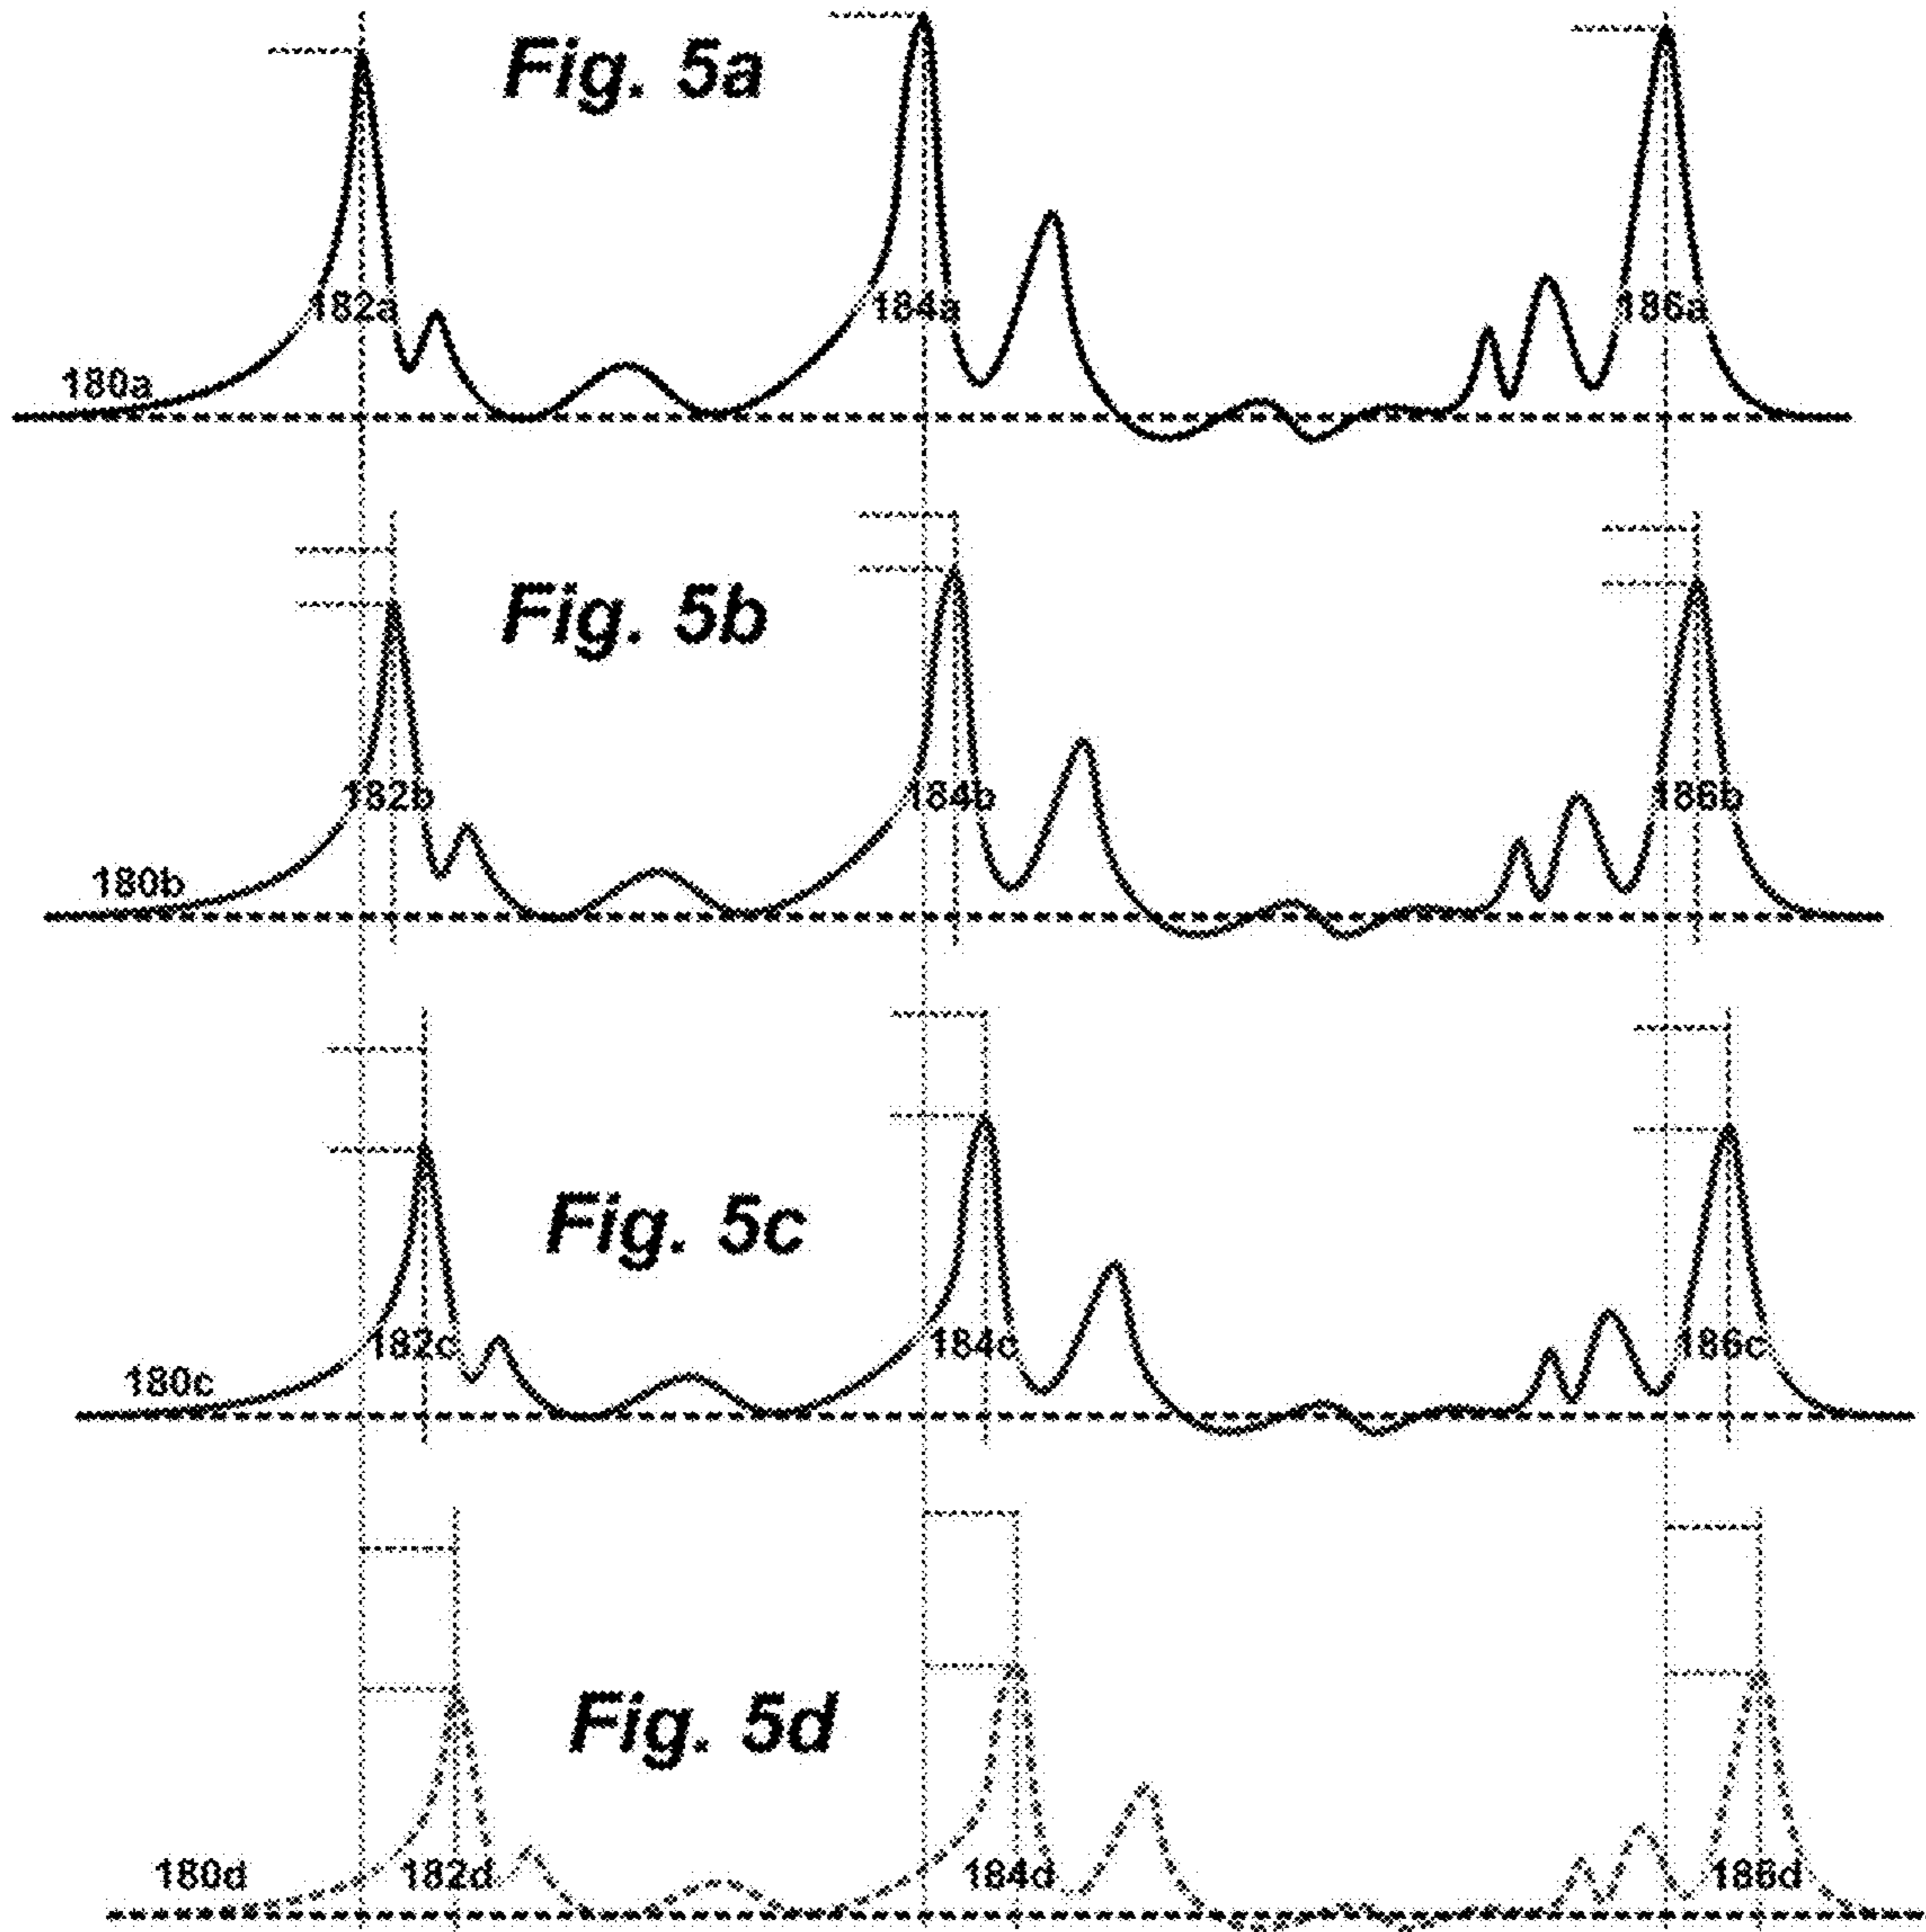 Fig. 5a
182a 184a 186a
180a
Fig. 5b
182b 184b 186b
180b
Fig. 5c
182c 184c 186c
180c
Fig. 5d
180d 182d 184d 186d